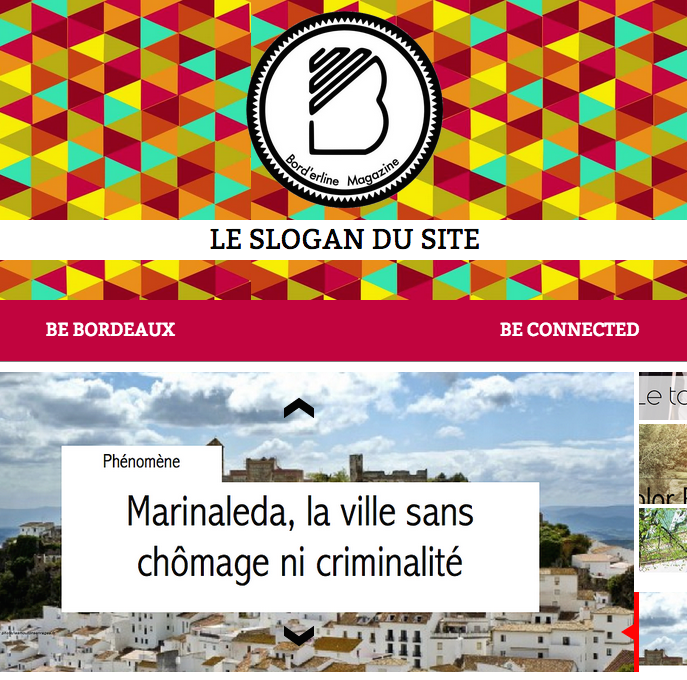 Bord'erline Magazine
LE SLOGAN DU SITE
BE BORDEAUX
BE CONNECTED
Le to
Phénomène
Marinaleda, la ville sans
chômage ni criminalité
olor